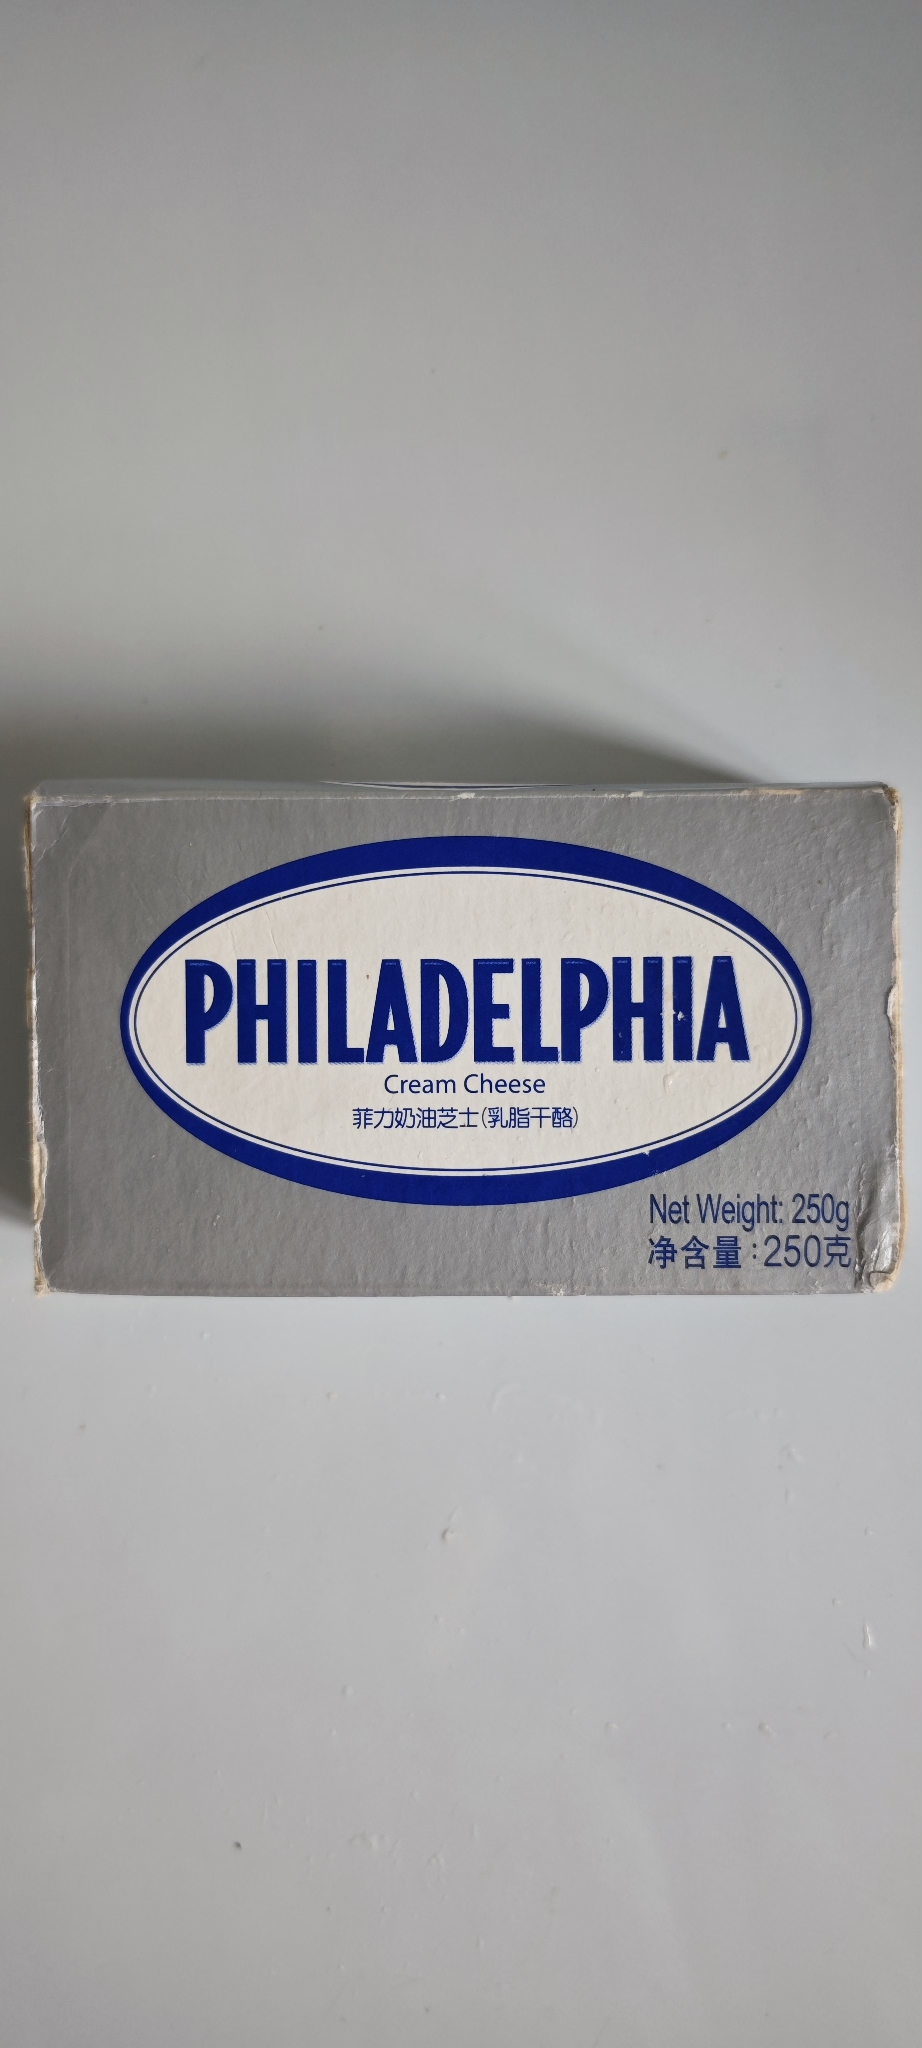 PHILADELPHIA
Cream Cheese
菲力奶油芝士(乳脂干酪)
Net Weight: 250g
净含量:250克